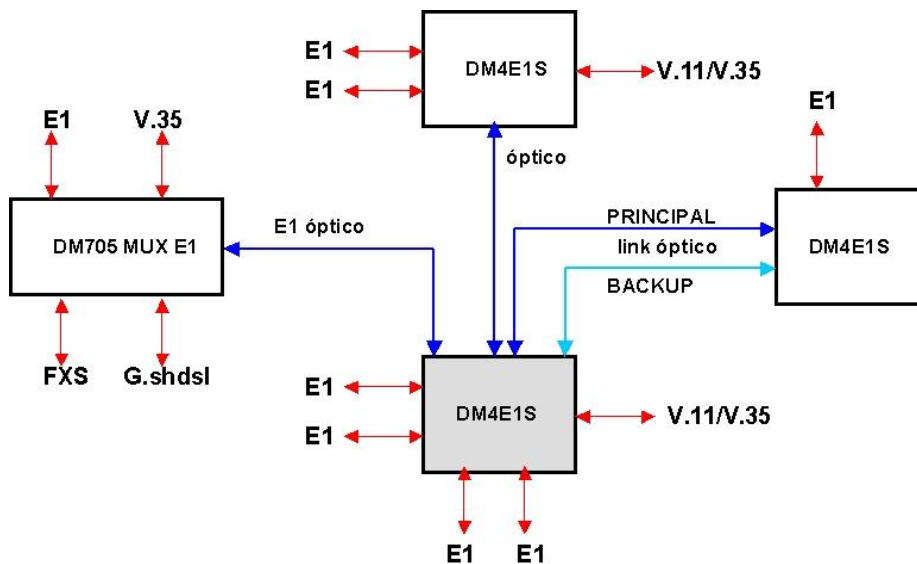 E1
DM4E1S
V.11/V.35
E1
E1
E1
V.35
óptico
PRINCIPAL
E1 óptico
DM705 MUX E1
link óptico
DM4E1S
BACKUP
FXS
G.shdsl
E1
DM4E1S
V.11/V.35
E1
E1
E1